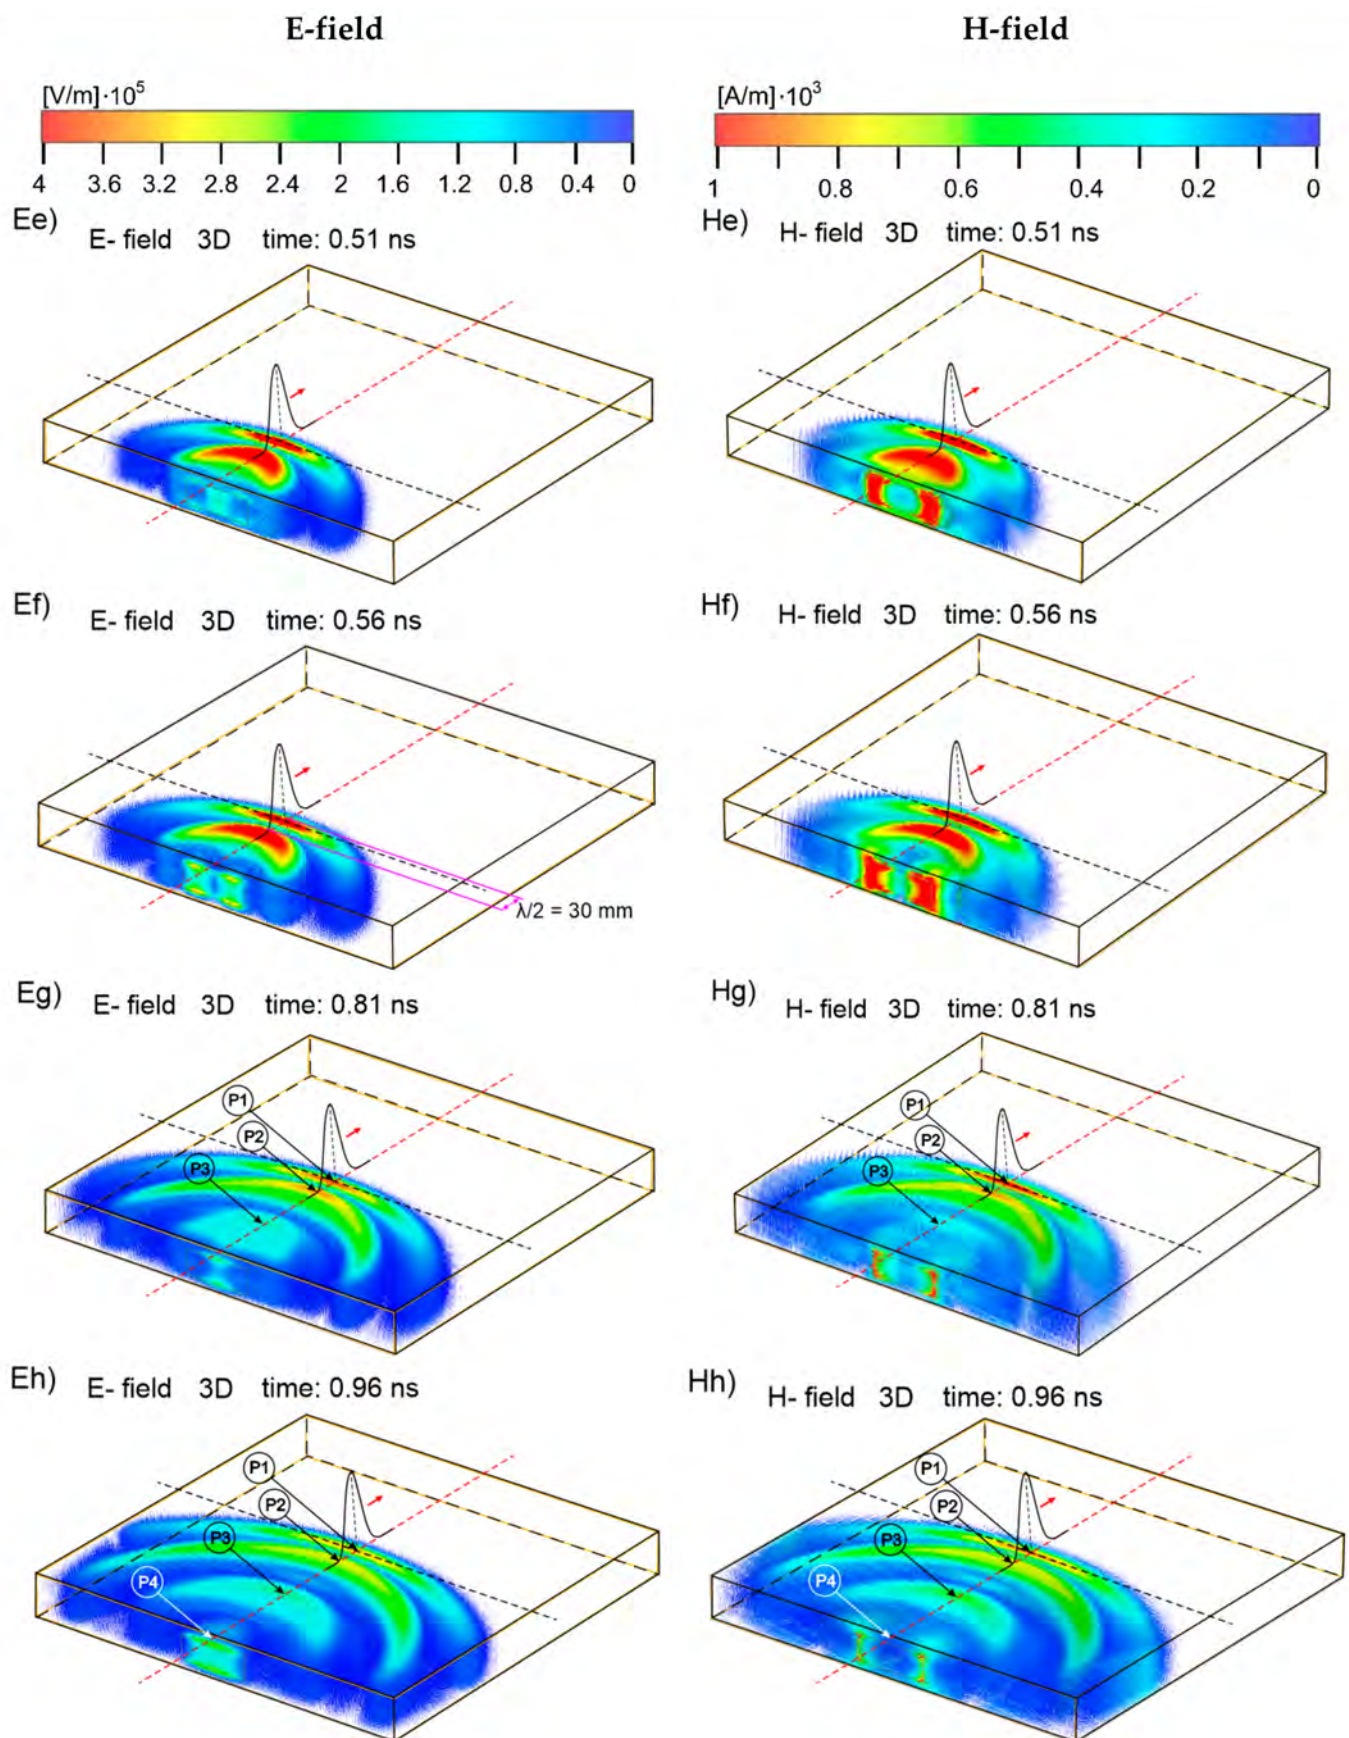 E-field H-field
[V/m]·10⁵ [A/m]·10³
4 3.6 3.2 2.8 2.4 2 1.6 1.2 0.8 0.4 0 1 0.8 0.6 0.4 0.2 0
Ee) E- field 3D time: 0.51 ns He) H- field 3D time: 0.51 ns
Ef) E- field 3D time: 0.56 ns Hf) H- field 3D time: 0.56 ns
λ/2 = 30 mm
Eg) E- field 3D time: 0.81 ns Hg) H- field 3D time: 0.81 ns
P1 P1
P2 P2
P3 P3
Eh) E- field 3D time: 0.96 ns Hh) H- field 3D time: 0.96 ns
P1 P1
P2 P2
P3 P3
P4 P4